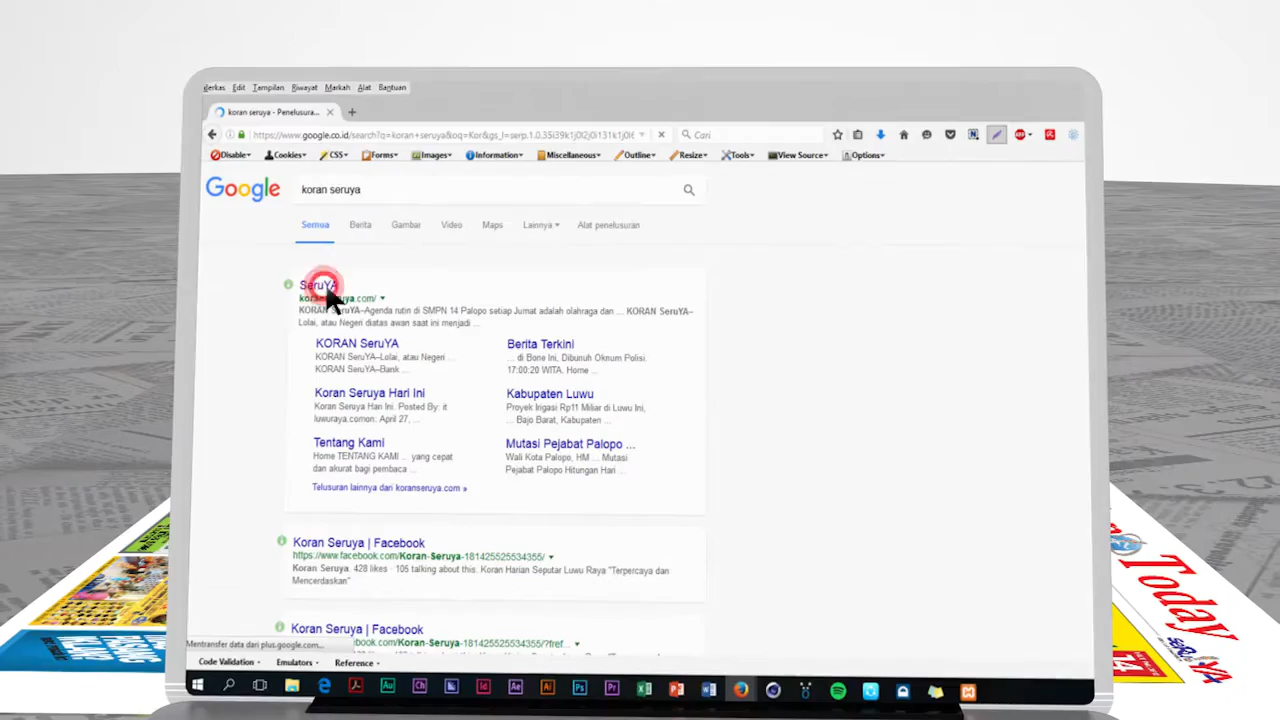 Berkas Edit Tampilan Riwayat Markah Alat Bantuan
koran seruya - Penelusura...
https://www.google.co.id/search?q=koran+seruya&oq=Kor&gs_l=serp.1.0.35i39k1j0l2j0i131k1j0l6
Cari
Disable Cookies CSS Forms Images Information Miscellaneous Outline Resize Tools View Source Options
Google koran seruya
Semua Berita Gambar Video Maps Lainnya Alat penelusuran
SeruYA
koranseruya.com/
KORAN SeruYA–Agenda rutin di SMPN 14 Palopo setiap Jumat adalah olahraga dan ... KORAN SeruYA–
Lolai, atau Negeri diatas awan saat ini menjadi ...
KORAN SeruYA
KORAN SeruYA–Lolai, atau Negeri ...
KORAN SeruYA–Bank ...
Berita Terkini
... di Bone Ini, Dibunuh Oknum Polisi.
17:00:20 WITA. Home ...
Koran Seruya Hari Ini
Koran Seruya Hari Ini. Posted By: it
luwuraya.comon: April 27, ...
Kabupaten Luwu
Proyek Irigasi Rp11 Miliar di Luwu Ini,
... Bajo Barat, Kabupaten ...
Tentang Kami
Home TENTANG KAMI ... yang cepat
dan akurat bagi pembaca ...
Mutasi Pejabat Palopo ...
Wali Kota Palopo, HM ... Mutasi
Pejabat Palopo Hitungan Hari ...
Telusuran lainnya dari koranseruya.com »
Koran Seruya | Facebook
https://www.facebook.com/Koran-Seruya-181425525534355/
Koran Seruya. 428 likes · 105 talking about this. Koran Harian Seputar Luwu Raya "Terpercaya dan
Mencerdaskan"
Koran Seruya | Facebook
book.com/Koran-Seruya-181425525534355/?fref...
Mentransfer data dari plus.google.com...
Code Validation Emulators Reference
Today